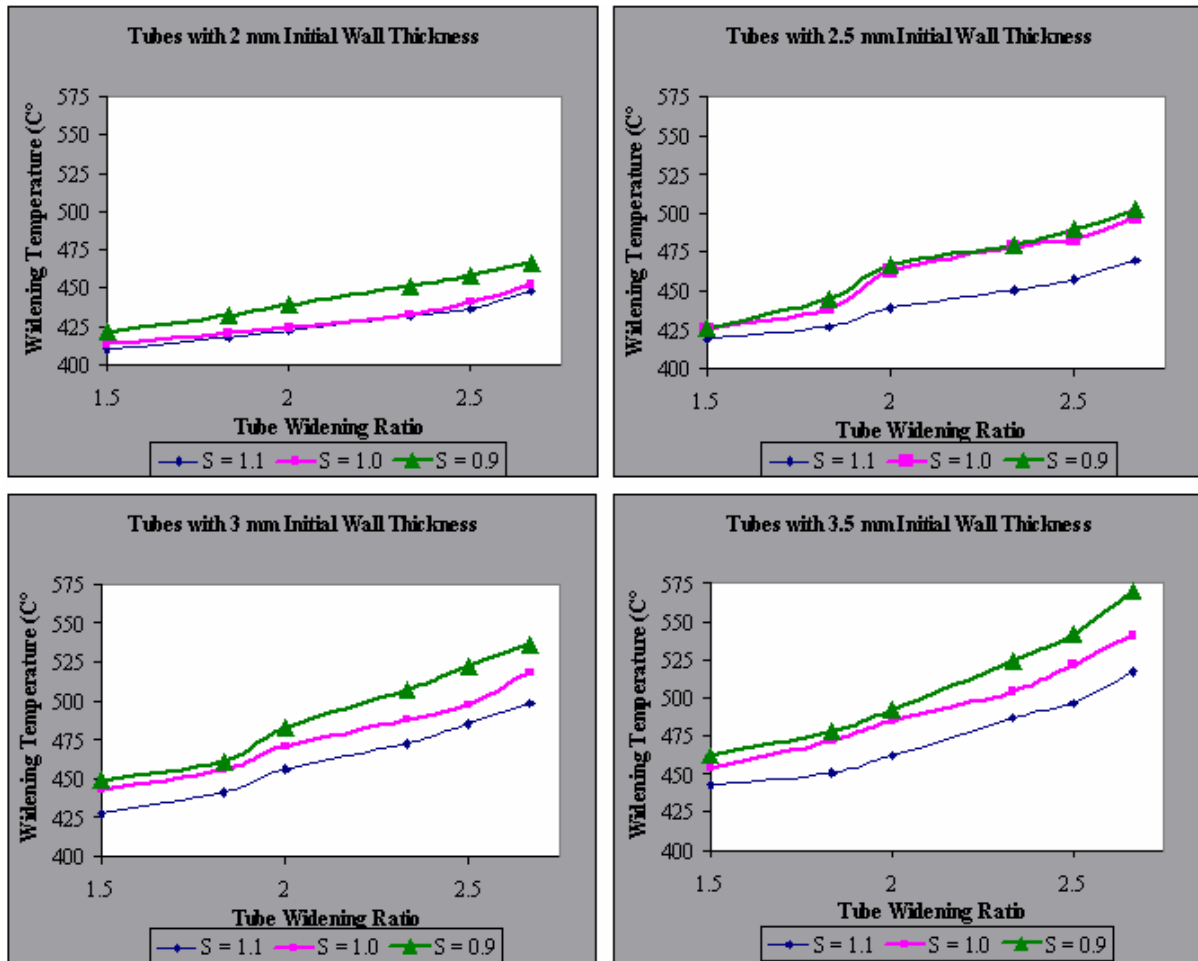 Tubes with 2 mm Initial Wall Thickness
Widening Temperature (C°
575
550
525
500
475
450
425
400
1.5 2 2.5
Tube Widening Ratio
S = 1.1 S = 1.0 S = 0.9
Tubes with 2.5 mm Initial Wall Thickness
Widening Temperature (C°
575
550
525
500
475
450
425
400
1.5 2 2.5
Tube Widening Ratio
S = 1.1 S = 1.0 S = 0.9
Tubes with 3 mm Initial Wall Thickness
Widening Temperature (C°
575
550
525
500
475
450
425
400
1.5 2 2.5
Tube Widening Ratio
S = 1.1 S = 1.0 S = 0.9
Tubes with 3.5 mm Initial Wall Thickness
Widening Temperature (C°
575
550
525
500
475
450
425
400
1.5 2 2.5
Tube Widening Ratio
S = 1.1 S = 1.0 S = 0.9